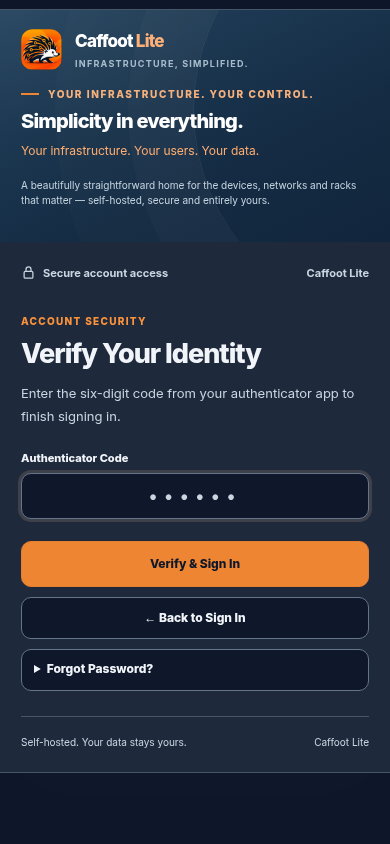 Caffoot Lite
INFRASTRUCTURE, SIMPLIFIED.
YOUR INFRASTRUCTURE. YOUR CONTROL.
Simplicity in everything.
Your infrastructure. Your users. Your data.
A beautifully straightforward home for the devices, networks and racks
that matter — self-hosted, secure and entirely yours.
Secure account access
Caffoot Lite
ACCOUNT SECURITY
Verify Your Identity
Enter the six-digit code from your authenticator app to
finish signing in.
Authenticator Code
••••••
Verify & Sign In
← Back to Sign In
▶ Forgot Password?
Self-hosted. Your data stays yours.
Caffoot Lite